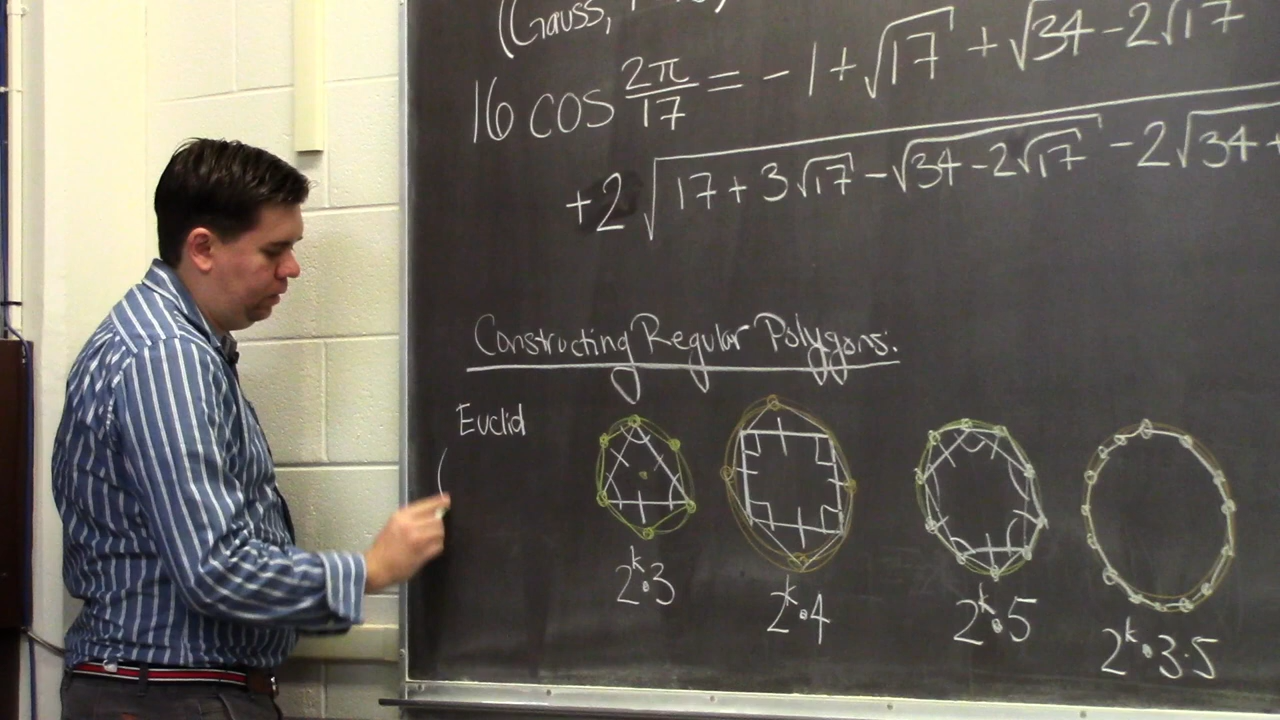 (Gauss,
16 cos 2π/17 = -1 + √17 + √34-2√17
+2 √17 + 3√17 - √34-2√17 - 2√34 +
Constructing Regular Polygons:
Euclid
(
2^k·3 2^k·4 2^k·5 2^k·3·5